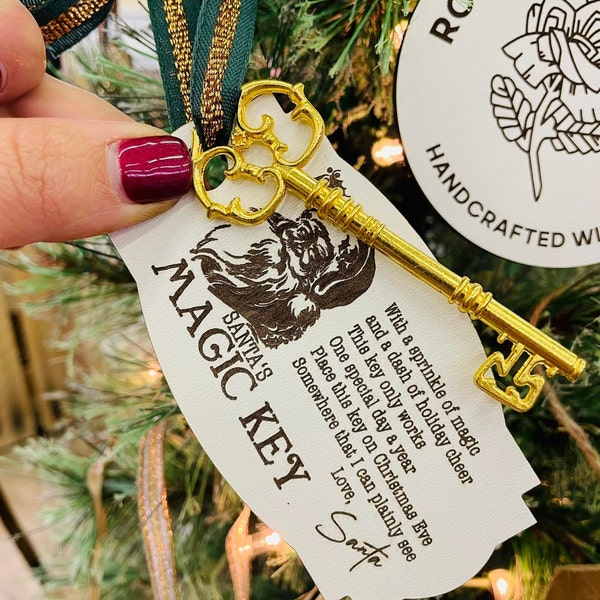 SANTA'S
MAGIC KEY
With a sprinkle of magic
and a dash of holiday cheer
This key only works
One special day a year
Place this key on Christmas Eve
Somewhere that I can plainly see
Love,
Santa
HANDCRAFTED